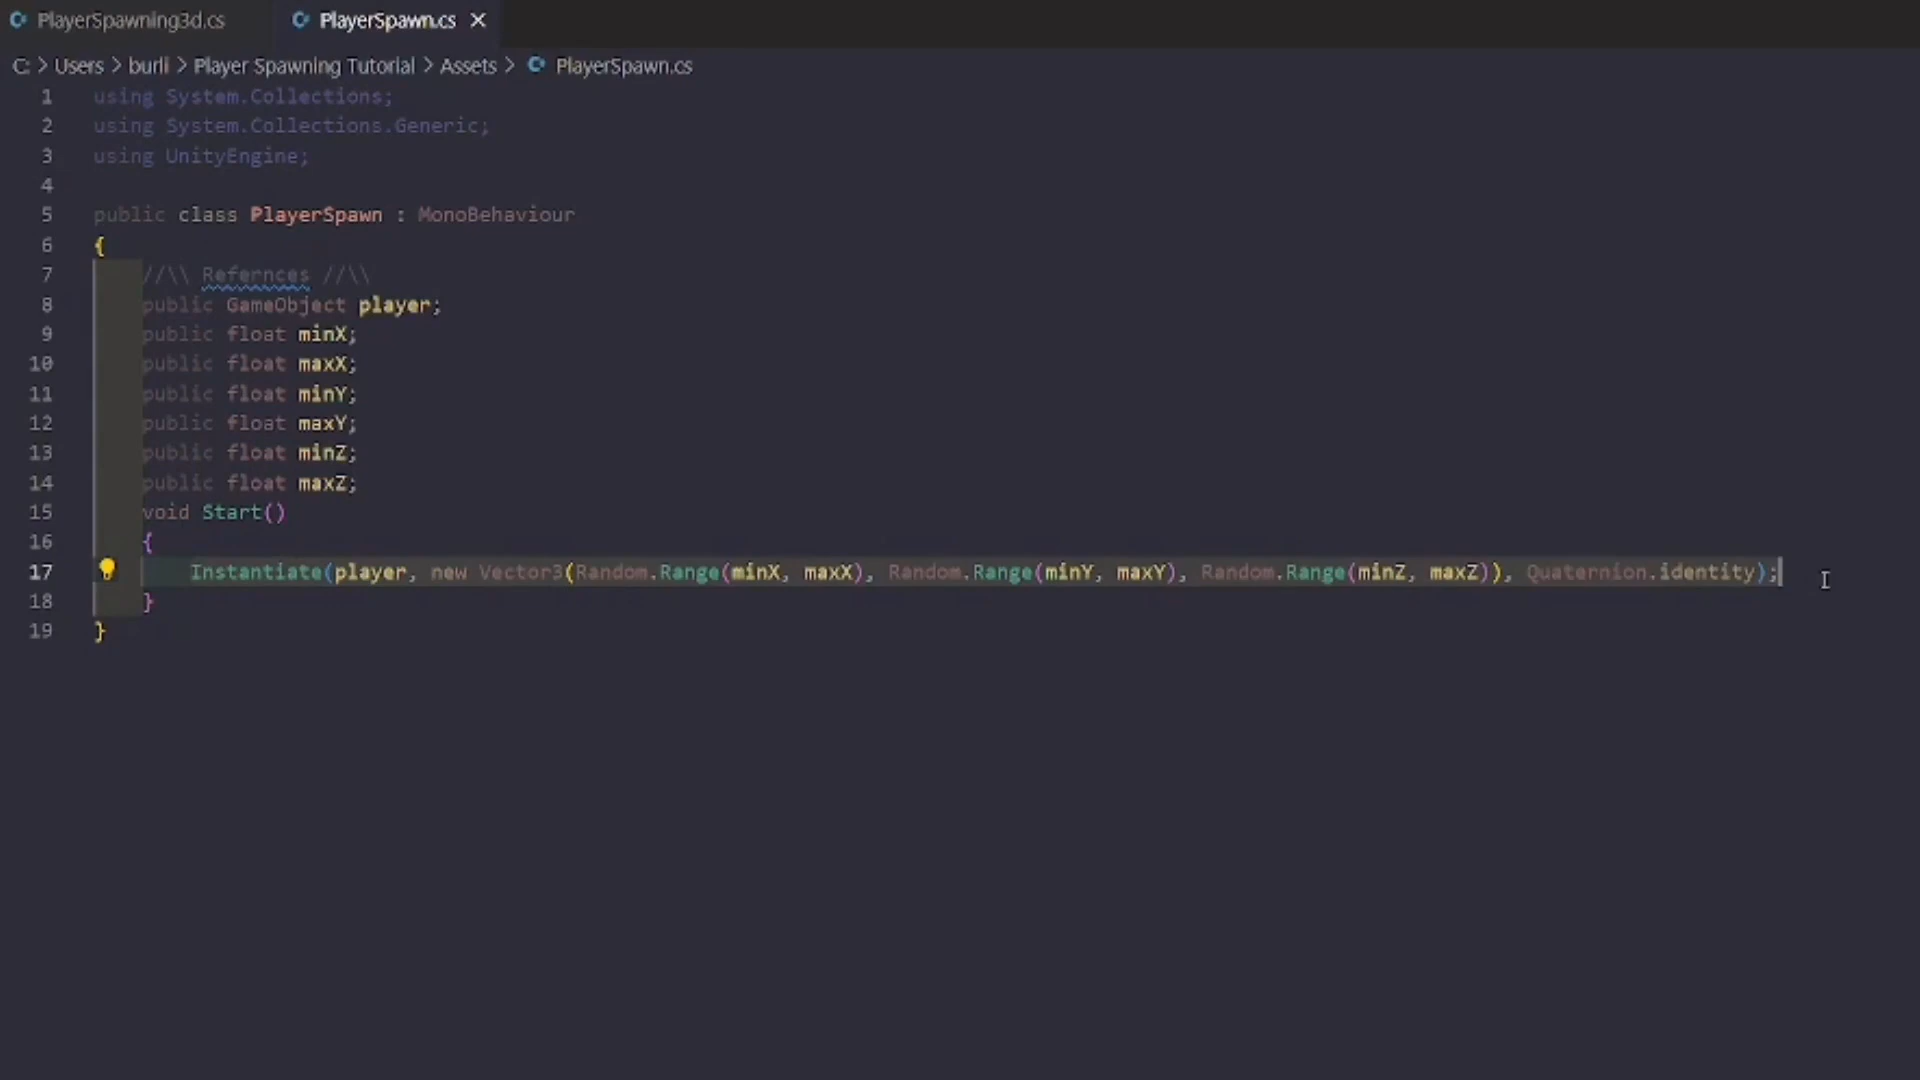 PlayerSpawning3d.cs PlayerSpawn.cs
C: > Users > burli > Player Spawning Tutorial > Assets > PlayerSpawn.cs
1 using System.Collections;
2 using System.Collections.Generic;
3 using UnityEngine;
4
5 public class PlayerSpawn : MonoBehaviour
6 {
7 //\\ Refernces //\\
8 public GameObject player;
9 public float minX;
10 public float maxX;
11 public float minY;
12 public float maxY;
13 public float minZ;
14 public float maxZ;
15 void Start()
16 {
17 Instantiate(player, new Vector3(Random.Range(minX, maxX), Random.Range(minY, maxY), Random.Range(minZ, maxZ)), Quaternion.identity);
18 }
19 }